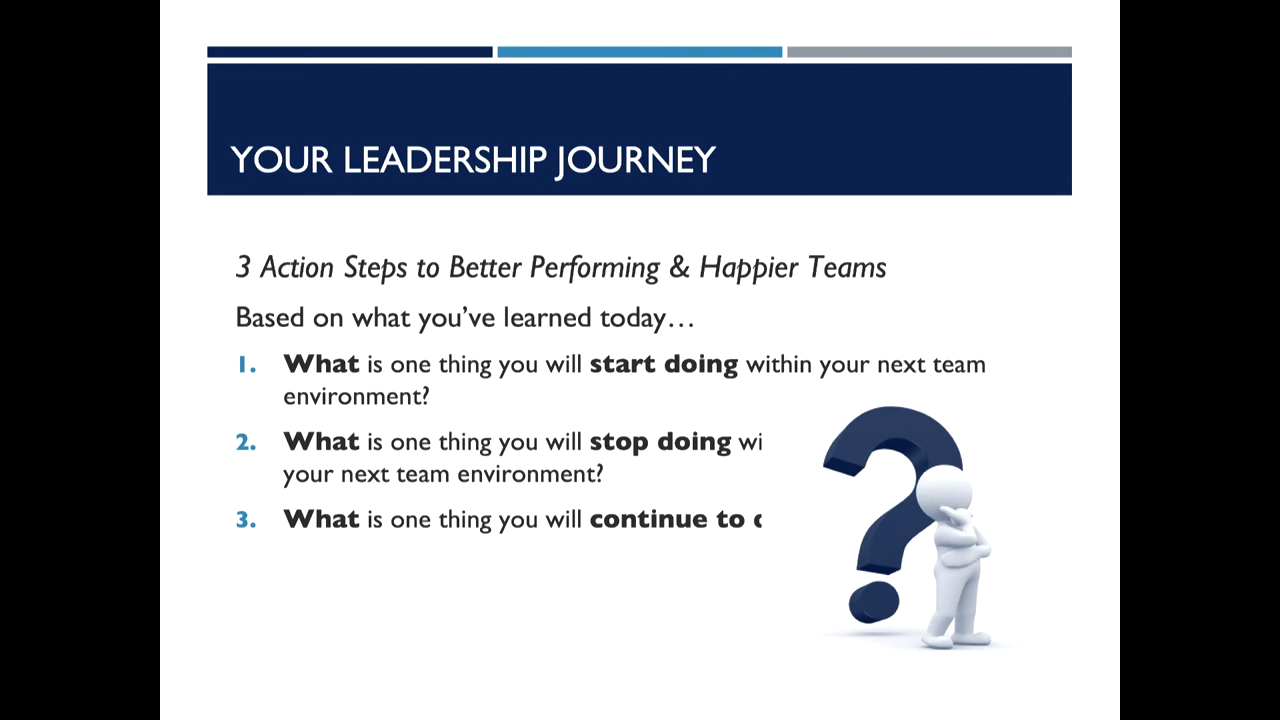 YOUR LEADERSHIP JOURNEY
3 Action Steps to Better Performing & Happier Teams
Based on what you’ve learned today…
1. What is one thing you will start doing within your next team
environment?
2. What is one thing you will stop doing wi
your next team environment?
3. What is one thing you will continue to